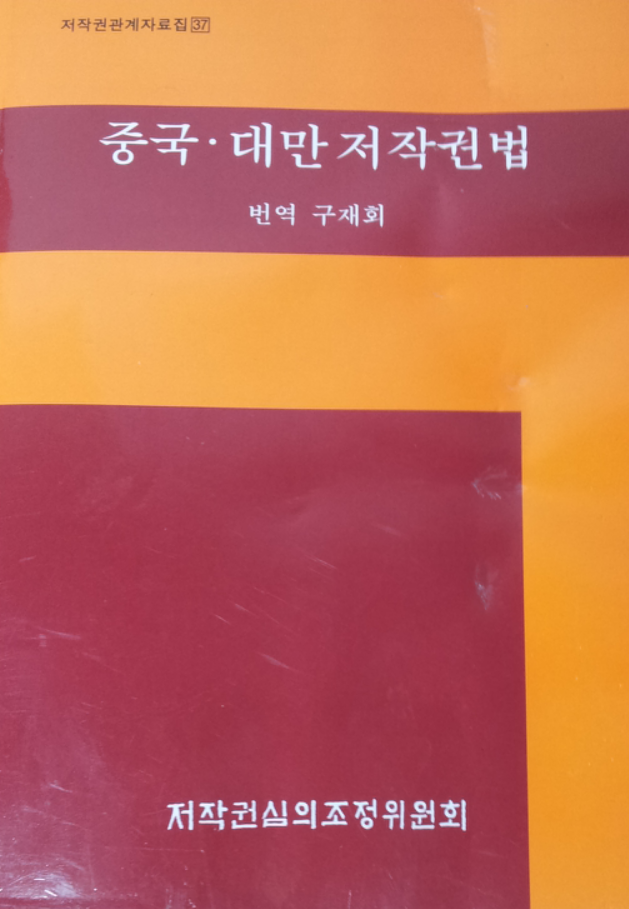 저작권관계자료집 37
중국·대만 저작권법
번역 구재회
저작권심의조정위원회